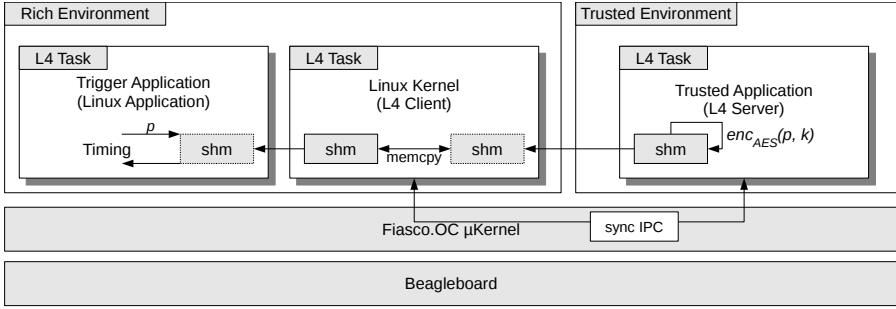 Rich Environment
Trusted Environment
L4 Task
Trigger Application
(Linux Application)
p
Timing
shm
L4 Task
Linux Kernel
(L4 Client)
shm
memcpy
shm
L4 Task
Trusted Application
(L4 Server)
shm
enc_AES(p, k)
sync IPC
Fiasco.OC µKernel
Beagleboard